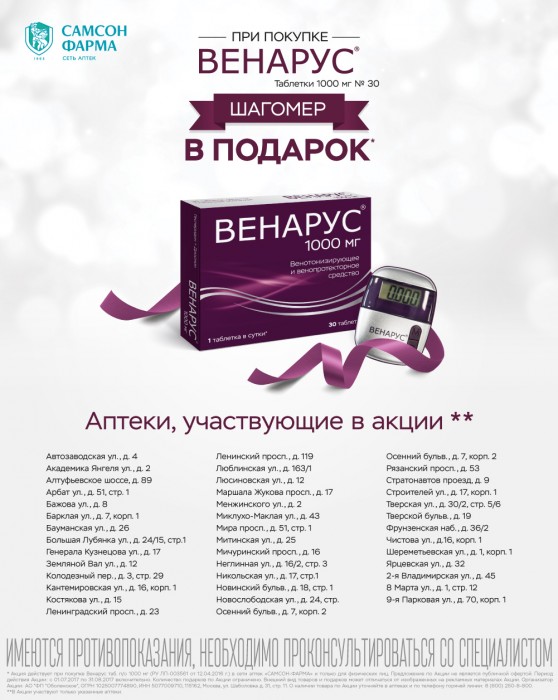 САМСОН
ФАРМА
СЕТЬ АПТЕК
1993
ПРИ ПОКУПКЕ
ВЕНАРУС®
Таблетки 1000 мг № 30
ШАГОМЕР
В ПОДАРОК*
ВЕНАРУС®
1000 МГ
Венотонизирующее
и венопротекторное
средство
1 таблетка в сутки*
30 таблет
ВЕНАРУС
1000 мг
ВЕНАРУС
Аптеки, участвующие в акции **
Автозаводская ул., д. 4
Академика Янгеля ул., д. 2
Алтуфьевское шоссе, д. 89
Арбат ул., д. 51, стр. 1
Бажова ул., д. 8
Барклая ул., д. 7, корп. 1
Бауманская ул., д. 26
Большая Лубянка ул., д. 24/15, стр.1
Генерала Кузнецова ул., д. 17
Земляной Вал ул., д. 12
Колодезный пер., д. 3, стр. 29
Кантемировская ул., д. 16, корп. 1
Костякова ул., д. 15
Ленинградский просп., д. 23
Ленинский просп., д. 119
Люблинская ул., д. 163/1
Люсиновская ул., д. 12
Маршала Жукова просп., д. 17
Менжинского ул., д. 2
Миклухо-Маклая ул., д. 43
Мира просп., д. 51, стр. 1
Митинская ул., д. 25
Мичуринский просп., д. 16
Неглинная ул., д. 16/2, стр. 3
Никольская ул., д. 17, стр.1
Новинский бульв., д. 18, стр. 1
Новослободская ул., д. 24, стр.
Осенний бульв., д. 7, корп. 2
Осенний бульв., д. 7, корп. 2
Рязанский просп., д. 53
Стратонавтов проезд, д. 9
Строителей ул., д. 17, корп. 1
Тверская ул., д. 30/2, стр. 5/6
Тверской бульв., д. 19
Фрунзенская наб., д. 36/2
Чистова ул., д.16, корп. 1
Шереметьевская ул., д. 1, корп. 1
Ярцевская ул., д. 32
2-я Владимирская ул., д. 45
8 Марта ул., д. 1, стр. 12
9-я Парковая ул., д. 70, корп. 1
ИМЕЮТСЯ ПРОТИВОПОКАЗАНИЯ, НЕОБХОДИМО ПРОКОНСУЛЬТИРОВАТЬСЯ СО СПЕЦИАЛИСТОМ
**В Акции участвуют только указанные аптеки